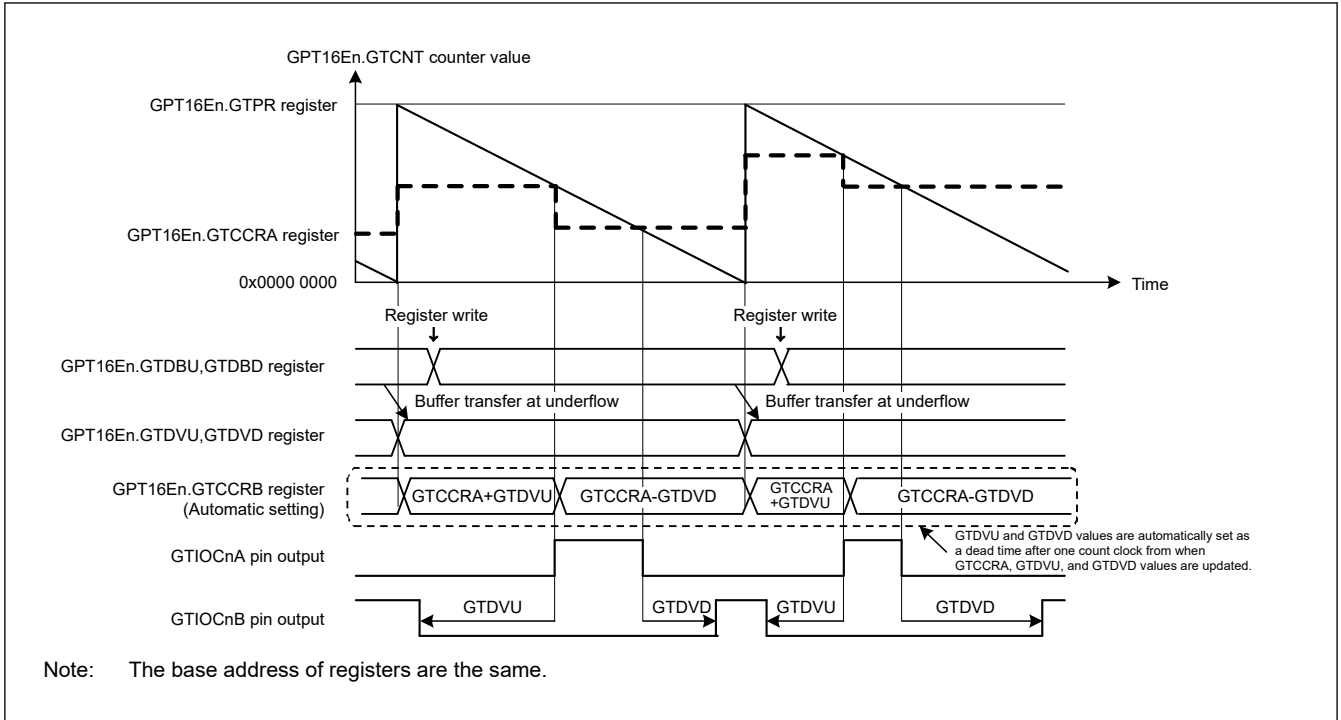 GPT16En.GTCNT counter value
GPT16En.GTPR register
GPT16En.GTCCRA register
0x0000 0000
Time
Register write
Register write
GPT16En.GTDBU,GTDBD register
Buffer transfer at underflow
Buffer transfer at underflow
GPT16En.GTDVU,GTDVD register
GPT16En.GTCCRB register
(Automatic setting)
GTCCRA+GTDVU
GTCCRA-GTDVD
GTCCRA
+GTDVU
GTCCRA-GTDVD
GTDVU and GTDVD values are automatically set as
a dead time after one count clock from when
GTCCRA, GTDVU, and GTDVD values are updated.
GTIOCnA pin output
GTIOCnB pin output
GTDVU
GTDVD
GTDVU
GTDVD
Note: The base address of registers are the same.